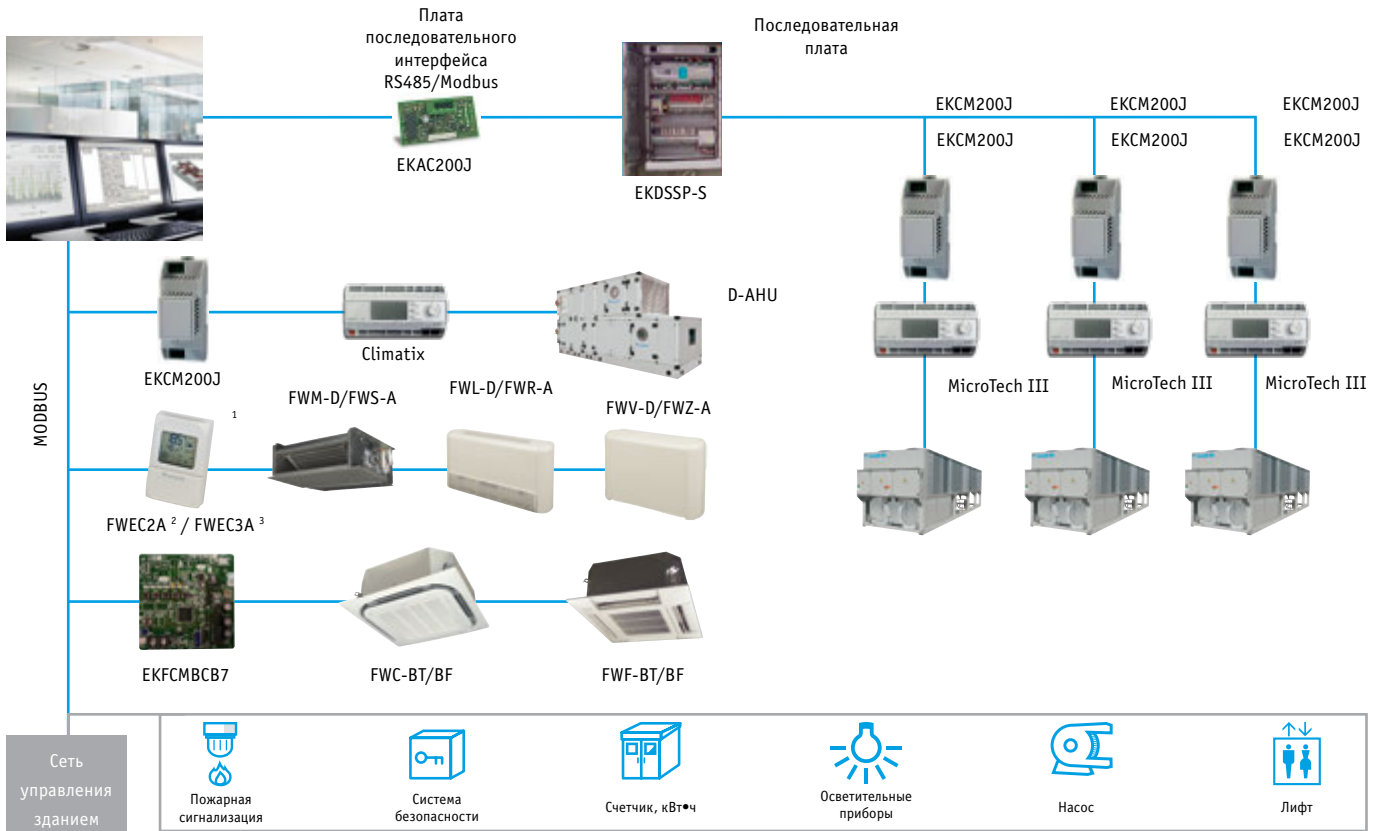 Плата
последовательного
интерфейса
RS485/Modbus
Последовательная
плата
EKAC200J
EKDSSP-S
EKCM200J
EKCM200J
EKCM200J
EKCM200J
EKCM200J
EKCM200J
D-AHU
Climatix
EKCM200J
MicroTech III
MicroTech III
MicroTech III
MODBUS
FWM-D/FWS-A
FWL-D/FWR-A
FWV-D/FWZ-A
1
FWEC2A 2 / FWEC3A 3
EKFCMBCB7
FWC-BT/BF
FWF-BT/BF
Сеть
управления
зданием
Пожарная
сигнализация
Система
безопасности
Счетчик, кВт•ч
Осветительные
приборы
Насос
Лифт